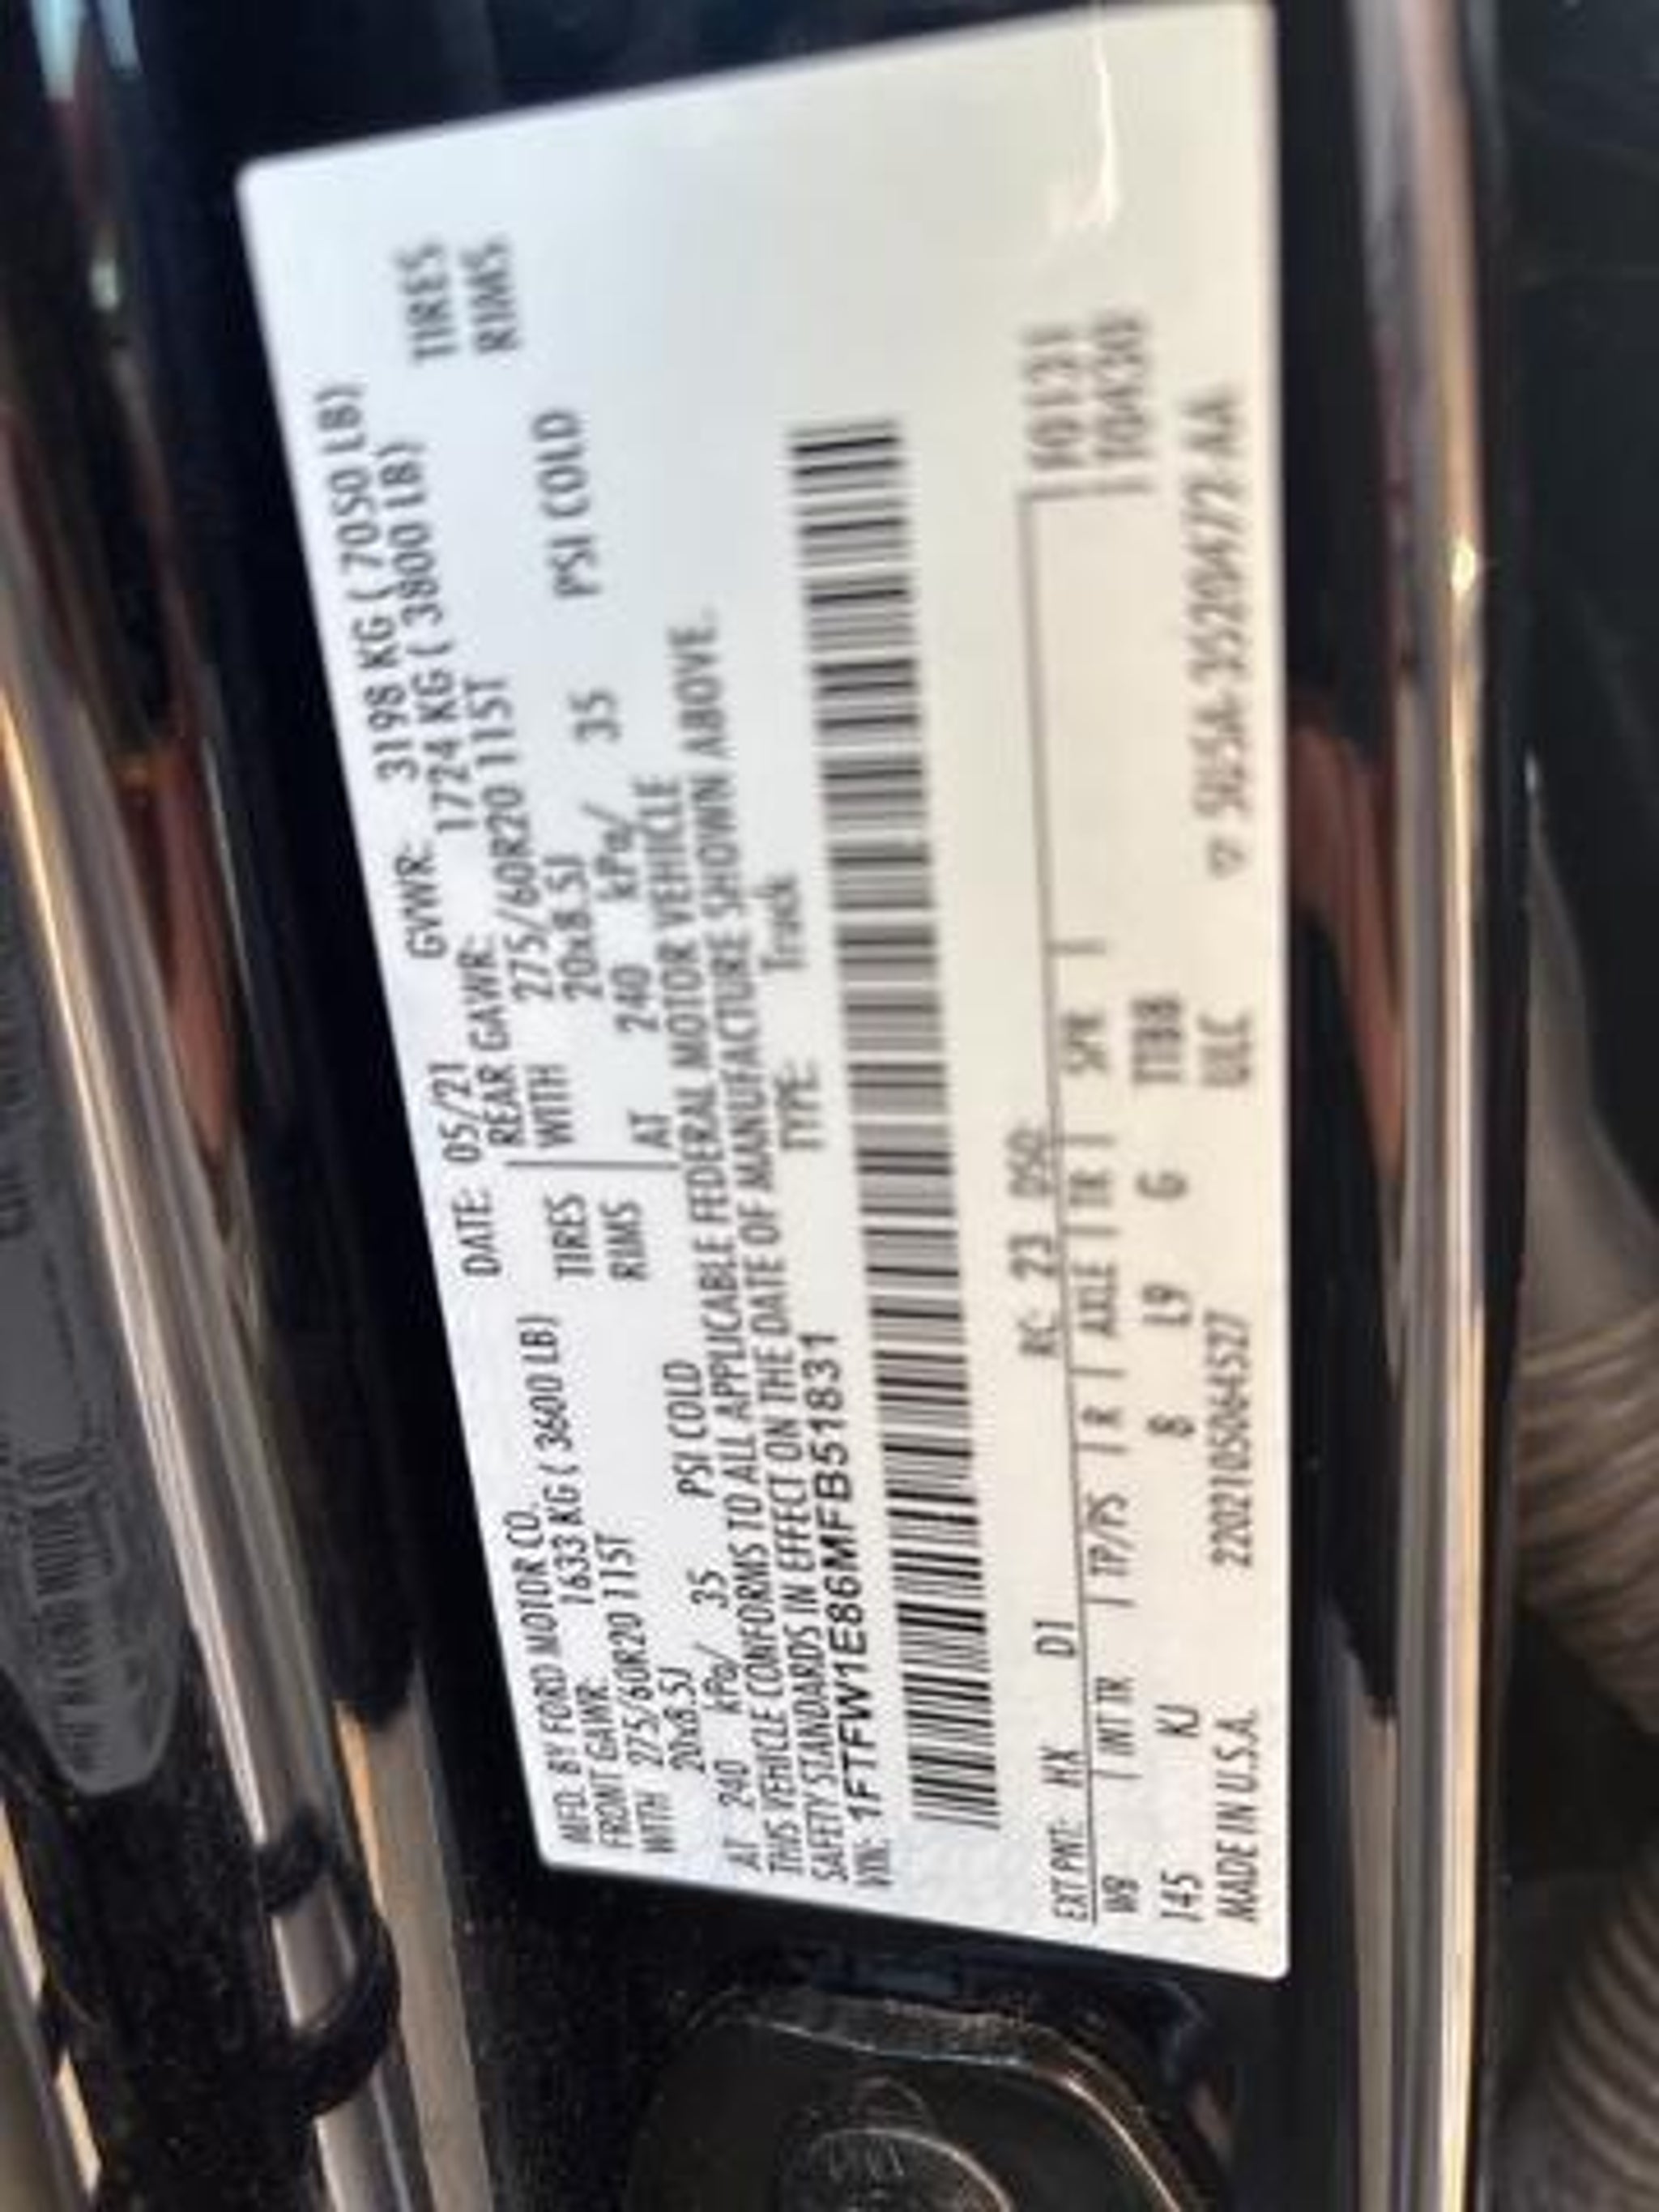 MFD. BY FORD MOTOR CO.
DATE: 05/21 GVWR: 3198 KG ( 7050 LB)
FRONT GAWR: 1633 KG ( 3600 LB) REAR GAWR: 1724 KG ( 3800 LB)
WITH 275/60R20 115T TIRES WITH 275/60R20 115T TIRES
20x8.5J RIMS 20x8.5J RIMS
AT 240 kPa/ 35 PSI COLD AT 240 kPa/ 35 PSI COLD
THIS VEHICLE CONFORMS TO ALL APPLICABLE FEDERAL MOTOR VEHICLE
SAFETY STANDARDS IN EFFECT ON THE DATE OF MANUFACTURE SHOWN ABOVE.
VIN: 1FTFW1E86MFB51831 TYPE: Truck
EXT PNT: HX D1 RC: 23 DSO:
WB | INT TR | TP/PS | R | AXLE | TR | SPR |
145 KJ 8 L9 G T1BB
MADE IN U.S.A. 220210506452? ULC